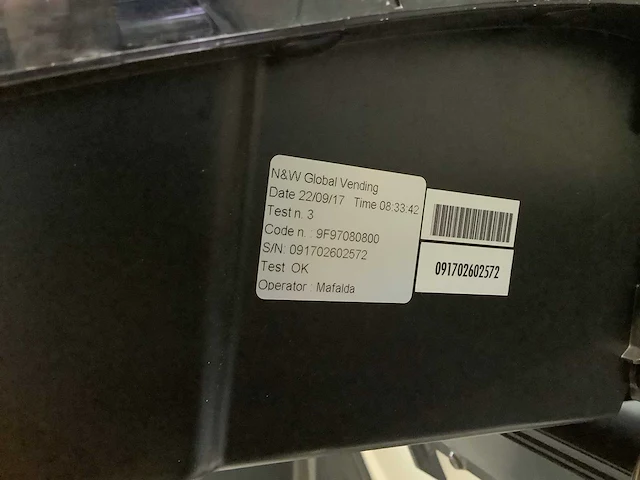 N&W Global Vending
Date 22/09/17 Time 08:33:42
Test n. 3
Code n. : 9F97080800
S/N: 091702602572
Test OK
Operator : Mafalda
091702602572